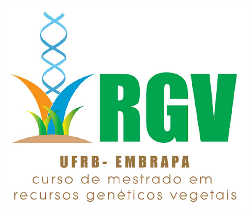 RGV
UFRB- EMBRAPA
curso de mestrado em
recursos genéticos vegetais